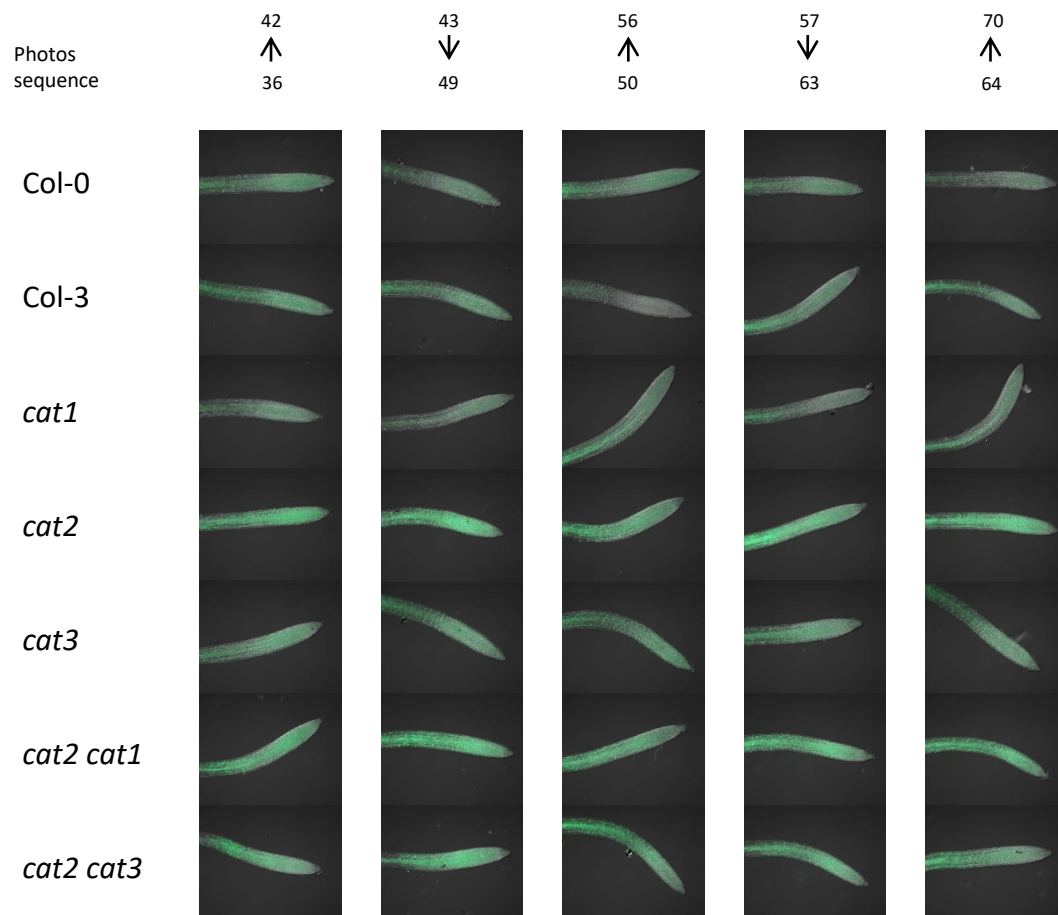 42 43 56 57 70
↑ ↓ ↑ ↓ ↑
Photos
sequence
36 49 50 63 64
Col-0
Col-3
cat1
cat2
cat3
cat2 cat1
cat2 cat3